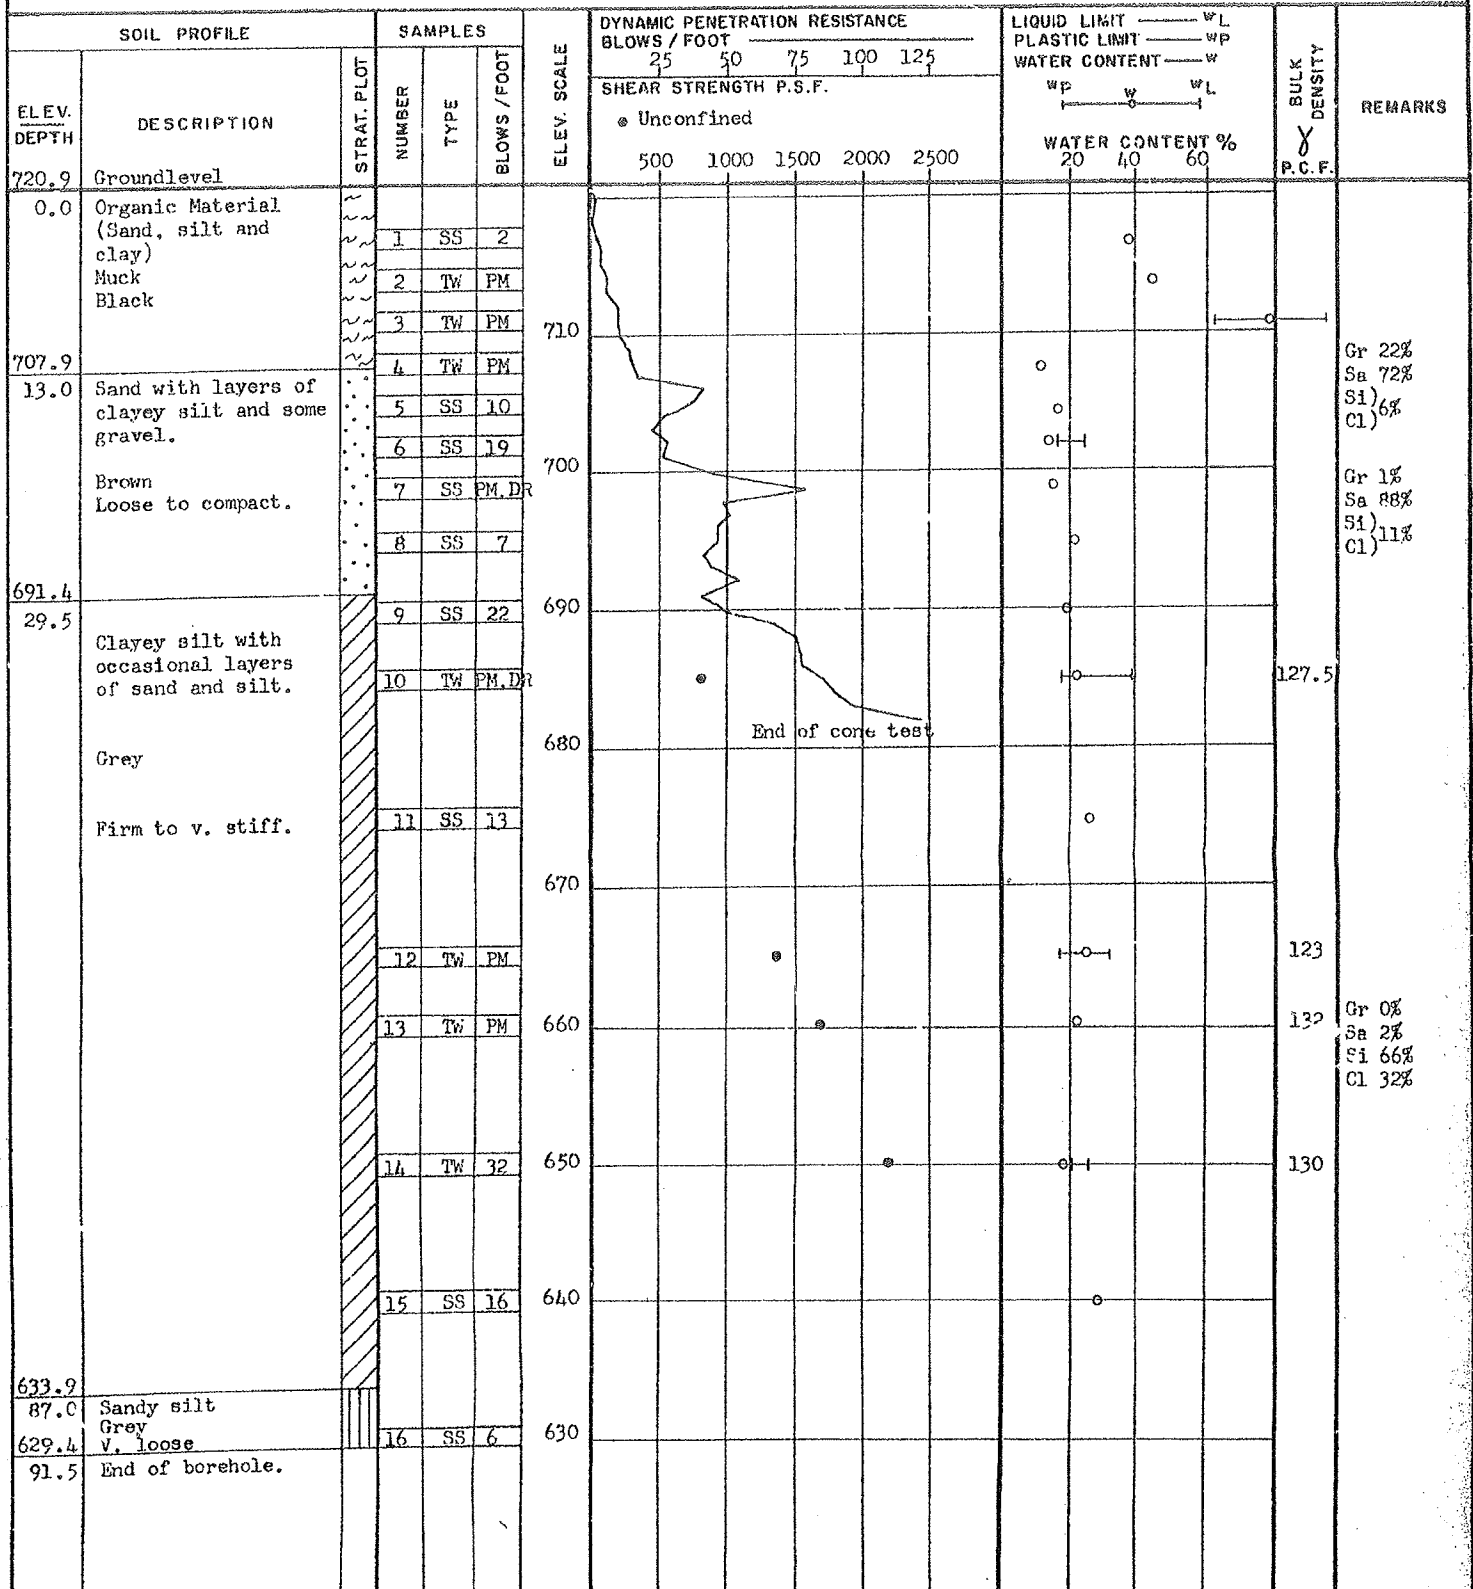 SOIL PROFILE
SAMPLES
ELEV. SCALE
DYNAMIC PENETRATION RESISTANCE
BLOWS / FOOT
25 50 75 100 125
SHEAR STRENGTH P.S.F.
Unconfined
500 1000 1500 2000 2500
LIQUID LIMIT wL
PLASTIC LIMIT wP
WATER CONTENT w
wP w wL
WATER CONTENT %
20 40 60
BULK DENSITY
γ
P.C.F.
REMARKS
ELEV.
DEPTH
DESCRIPTION
STRAT. PLOT
NUMBER
TYPE
BLOWS / FOOT
720.9 Groundlevel
0.0 Organic Material
(Sand, silt and
clay)
Muck
Black
1 SS 2
2 TW PM
3 TW PM
710
707.9
4 TW PM
Gr 22%
Sa 72%
Si)
Cl) 6%
13.0 Sand with layers of
clayey silt and some
gravel.
Brown
Loose to compact.
5 SS 10
6 SS 19
700
7 SS PM.DR
Gr 1%
Sa 88%
Si)
Cl) 11%
8 SS 7
691.4
29.5
9 SS 22
690
Clayey silt with
occasional layers
of sand and silt.
10 TW PM.DR
127.5
End of cone test
680
Grey
Firm to v. stiff.
11 SS 13
670
12 TW PM
123
13 TW PM
660
132
Gr 0%
Sa 2%
Si 66%
Cl 32%
14 TW 32
650
130
15 SS 16
640
633.9
87.0 Sandy silt
Grey
629.4 V. loose
16 SS 6
630
91.5 End of borehole.